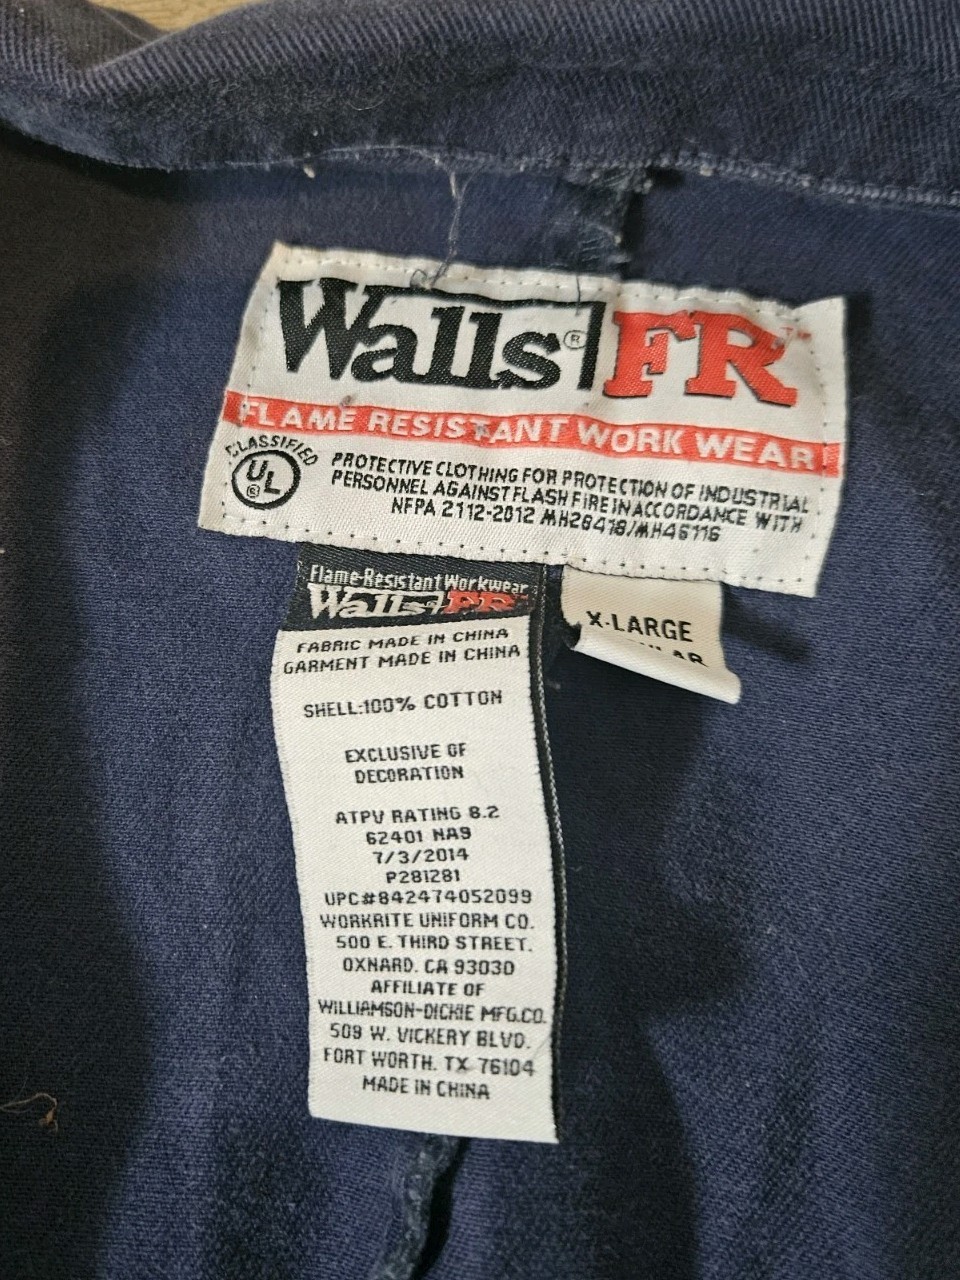 Walls® FR™
FLAME RESISTANT WORK WEAR
CLASSIFIED
UL
®
PROTECTIVE CLOTHING FOR PROTECTION OF INDUSTRIAL
PERSONNEL AGAINST FLASH FIRE IN ACCORDANCE WITH
NFPA 2112-2012 MH28418/MH46116
X-LARGE
Flame-Resistant Workwear
Walls FR
FABRIC MADE IN CHINA
GARMENT MADE IN CHINA
SHELL:100% COTTON
EXCLUSIVE OF
DECORATION
ATPV RATING 8.2
62401 NA9
7/3/2014
P281281
UPC#842474052099
WORKRITE UNIFORM CO.
500 E. THIRD STREET.
OXNARD. CA 93030
AFFILIATE OF
WILLIAMSON-DICKIE MFG.CO.
509 W. VICKERY BLVD.
FORT WORTH. TX 76104
MADE IN CHINA